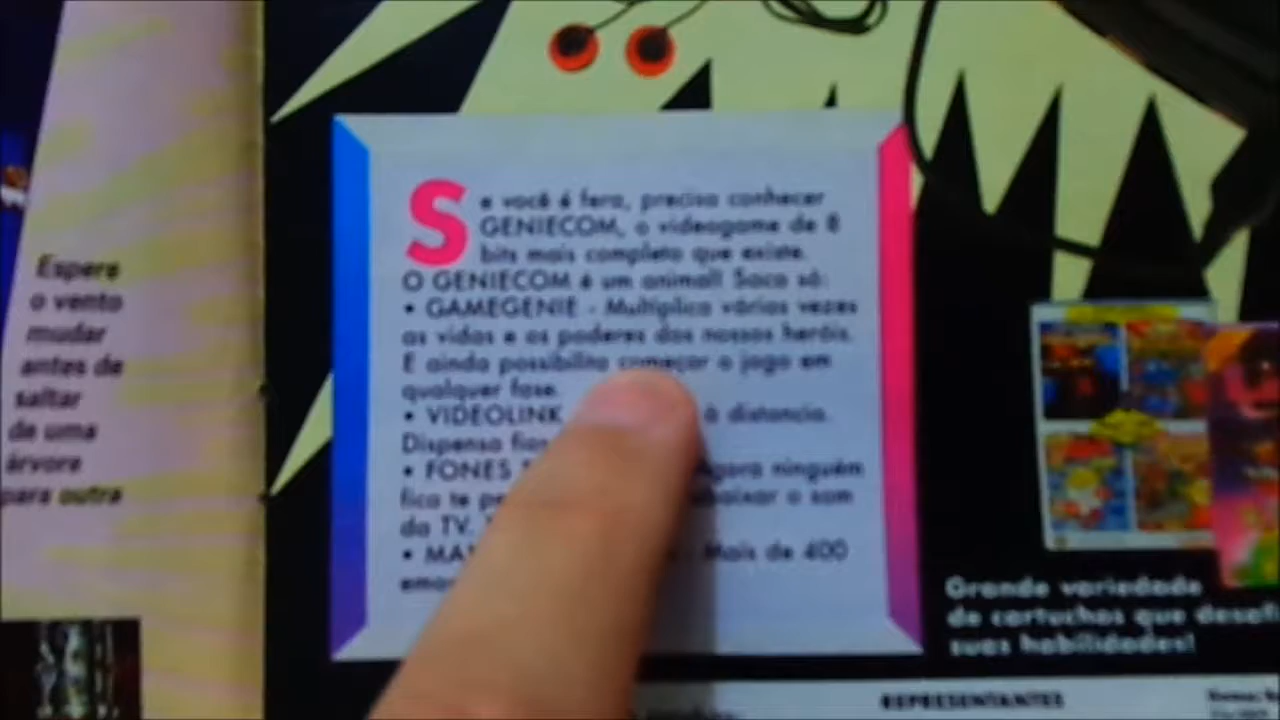 Espere
o vento
mudar
antes de
saltar
de uma
árvore
para outra
Se você é fera, precisa conhecer
GENIECOM, o videogame de 8
bits mais completo que existe.
O GENIECOM é um animal! Saca só:
• GAMEGENIE - Multiplica várias vezes
as vidas e os poderes dos nossos heróis.
E ainda possibilita começar o jogo em
qualquer fase.
• VIDEOLINK à distancia.
Dispensa
• FONES Agora ninguém
fica te abaixar o som
da TV.
• Mais de 400
Grande variedade
de cartuchos que
suas habilidades!
REPRESENTANTES